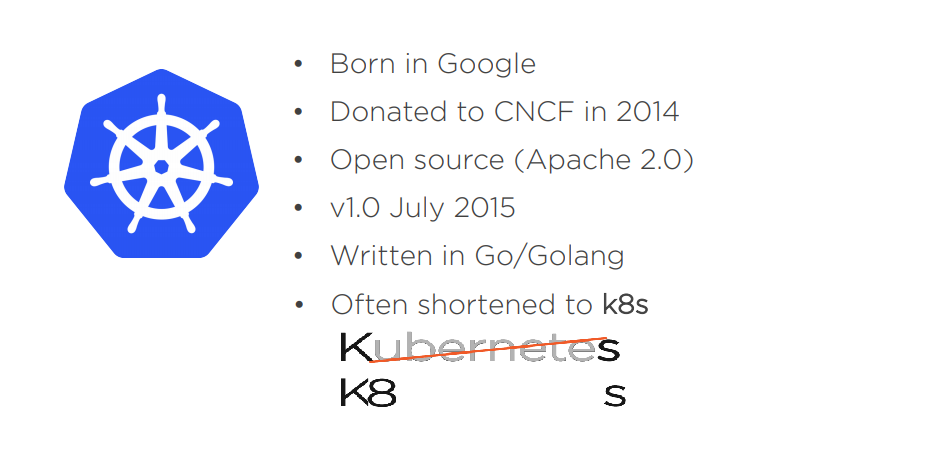 • Born in Google
• Donated to CNCF in 2014
• Open source (Apache 2.0)
• v1.0 July 2015
• Written in Go/Golang
• Often shortened to k8s
Kubernetes
K8 s